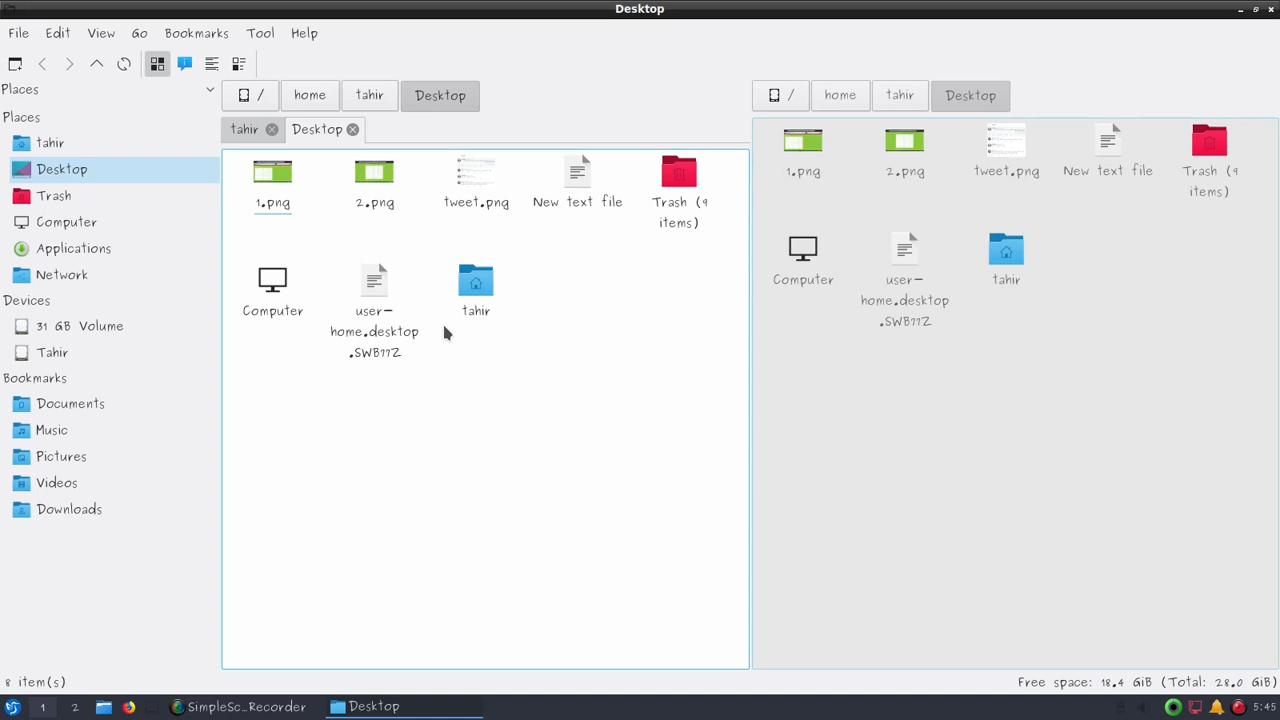 Desktop
File Edit View Go Bookmarks Tool Help
Places
Places
tahir
Desktop
Trash
Computer
Applications
Network
Devices
31 GB Volume
Tahir
Bookmarks
Documents
Music
Pictures
Videos
Downloads
/ home tahir Desktop
tahir Desktop
1.png 2.png tweet.png New text file Trash (9
items)
Computer user-
home.desktop
.SWB77Z
tahir
/ home tahir Desktop
1.png 2.png tweet.png New text file Trash (9
items)
Computer user-
home.desktop
.SWB77Z
tahir
8 item(s)
Free space: 18.4 GiB (Total: 28.0 GiB)
1 2 SimpleSc...Recorder Desktop 5:45